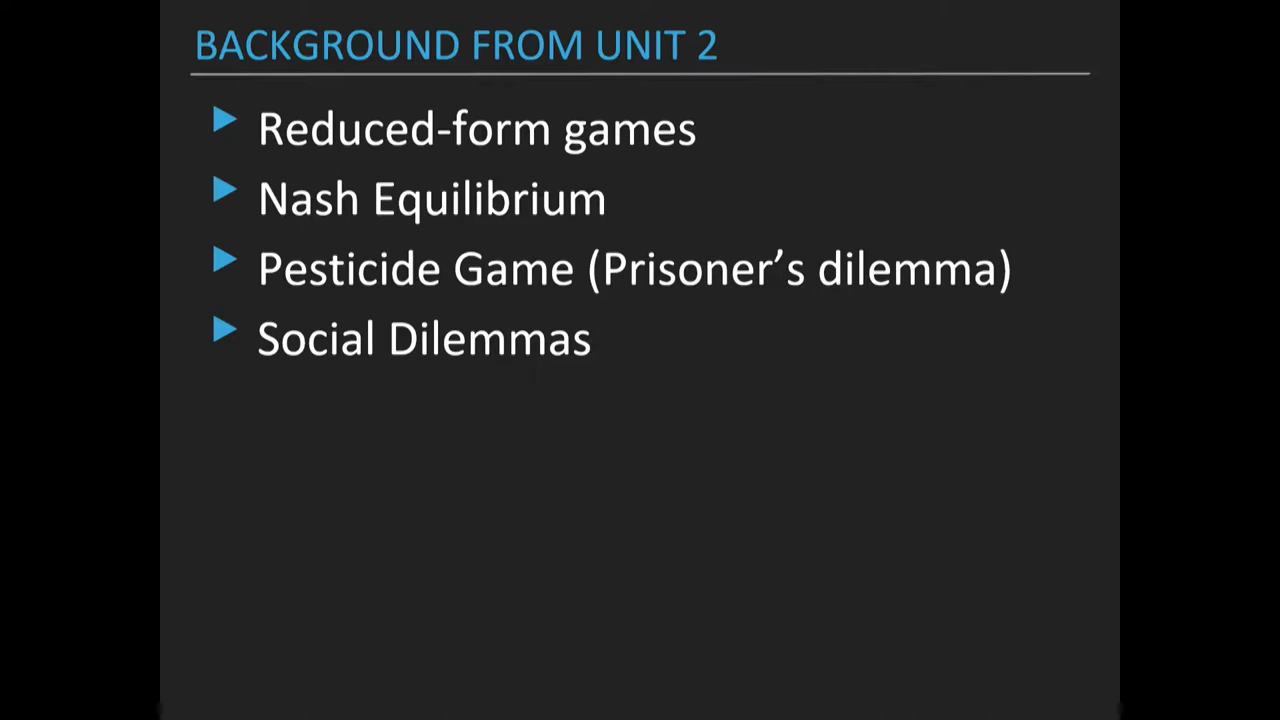 BACKGROUND FROM UNIT 2
Reduced-form games
Nash Equilibrium
Pesticide Game (Prisoner’s dilemma)
Social Dilemmas